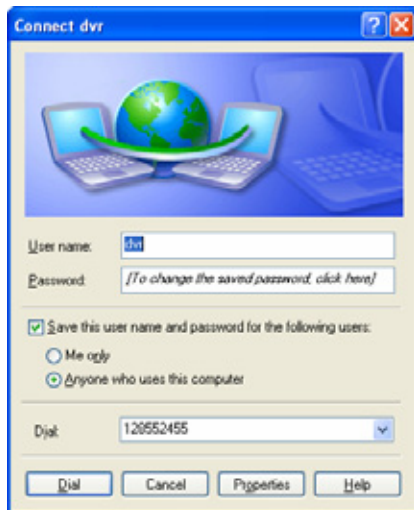 Connect dvr
User name: dvr
Password: [To change the saved password, click here]
Save this user name and password for the following users:
Me only
Anyone who uses this computer
Dial: 128552455
Dial Cancel Properties Help